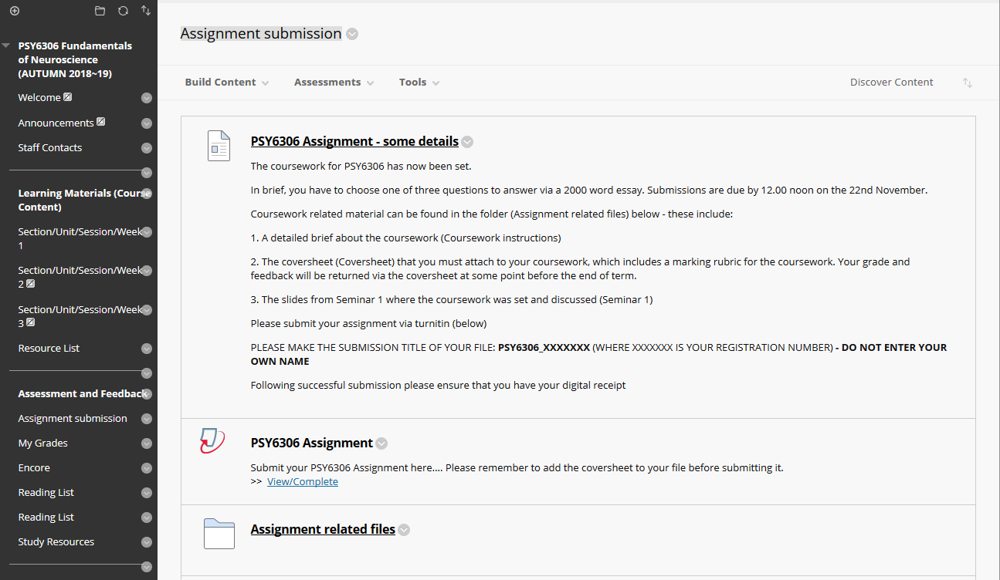 PSY6306 Fundamentals
of Neuroscience
(AUTUMN 2018~19)
Welcome
Announcements
Staff Contacts
Learning Materials (Course
Content)
Section/Unit/Session/Week
1
Section/Unit/Session/Week
2
Section/Unit/Session/Week
3
Resource List
Assessment and Feedback
Assignment submission
My Grades
Encore
Reading List
Reading List
Study Resources
Assignment submission
Build Content
Assessments
Tools
Discover Content
PSY6306 Assignment - some details
The coursework for PSY6306 has now been set.
In brief, you have to choose one of three questions to answer via a 2000 word essay. Submissions are due by 12.00 noon on the 22nd November.
Coursework related material can be found in the folder (Assignment related files) below - these include:
1. A detailed brief about the coursework (Coursework instructions)
2. The coversheet (Coversheet) that you must attach to your coursework, which includes a marking rubric for the coursework. Your grade and
feedback will be returned via the coversheet at some point before the end of term.
3. The slides from Seminar 1 where the coursework was set and discussed (Seminar 1)
Please submit your assignment via turnitin (below)
PLEASE MAKE THE SUBMISSION TITLE OF YOUR FILE: PSY6306_XXXXXXX (WHERE XXXXXXX IS YOUR REGISTRATION NUMBER) - DO NOT ENTER YOUR
OWN NAME
Following successful submission please ensure that you have your digital receipt
PSY6306 Assignment
Submit your PSY6306 Assignment here.... Please remember to add the coversheet to your file before submitting it.
>> View/Complete
Assignment related files